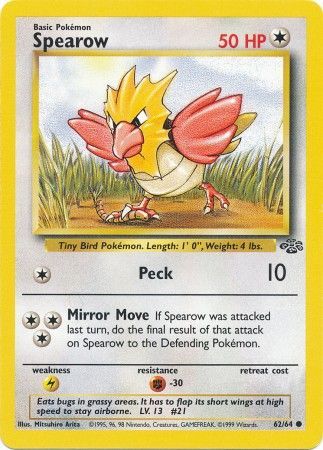 Basic Pokémon
Spearow 50 HP
Tiny Bird Pokémon. Length: 1' 0", Weight: 4 lbs.
Peck 10
Mirror Move If Spearow was attacked
last turn, do the final result of that attack
on Spearow to the Defending Pokémon.
weakness resistance retreat cost
-30
Eats bugs in grassy areas. It has to flap its short wings at high
speed to stay airborne. LV. 13 #21
Illus. Mitsuhiro Arita ©1995, 96, 98 Nintendo, Creatures, GAMEFREAK. ©1999 Wizards. 62/64